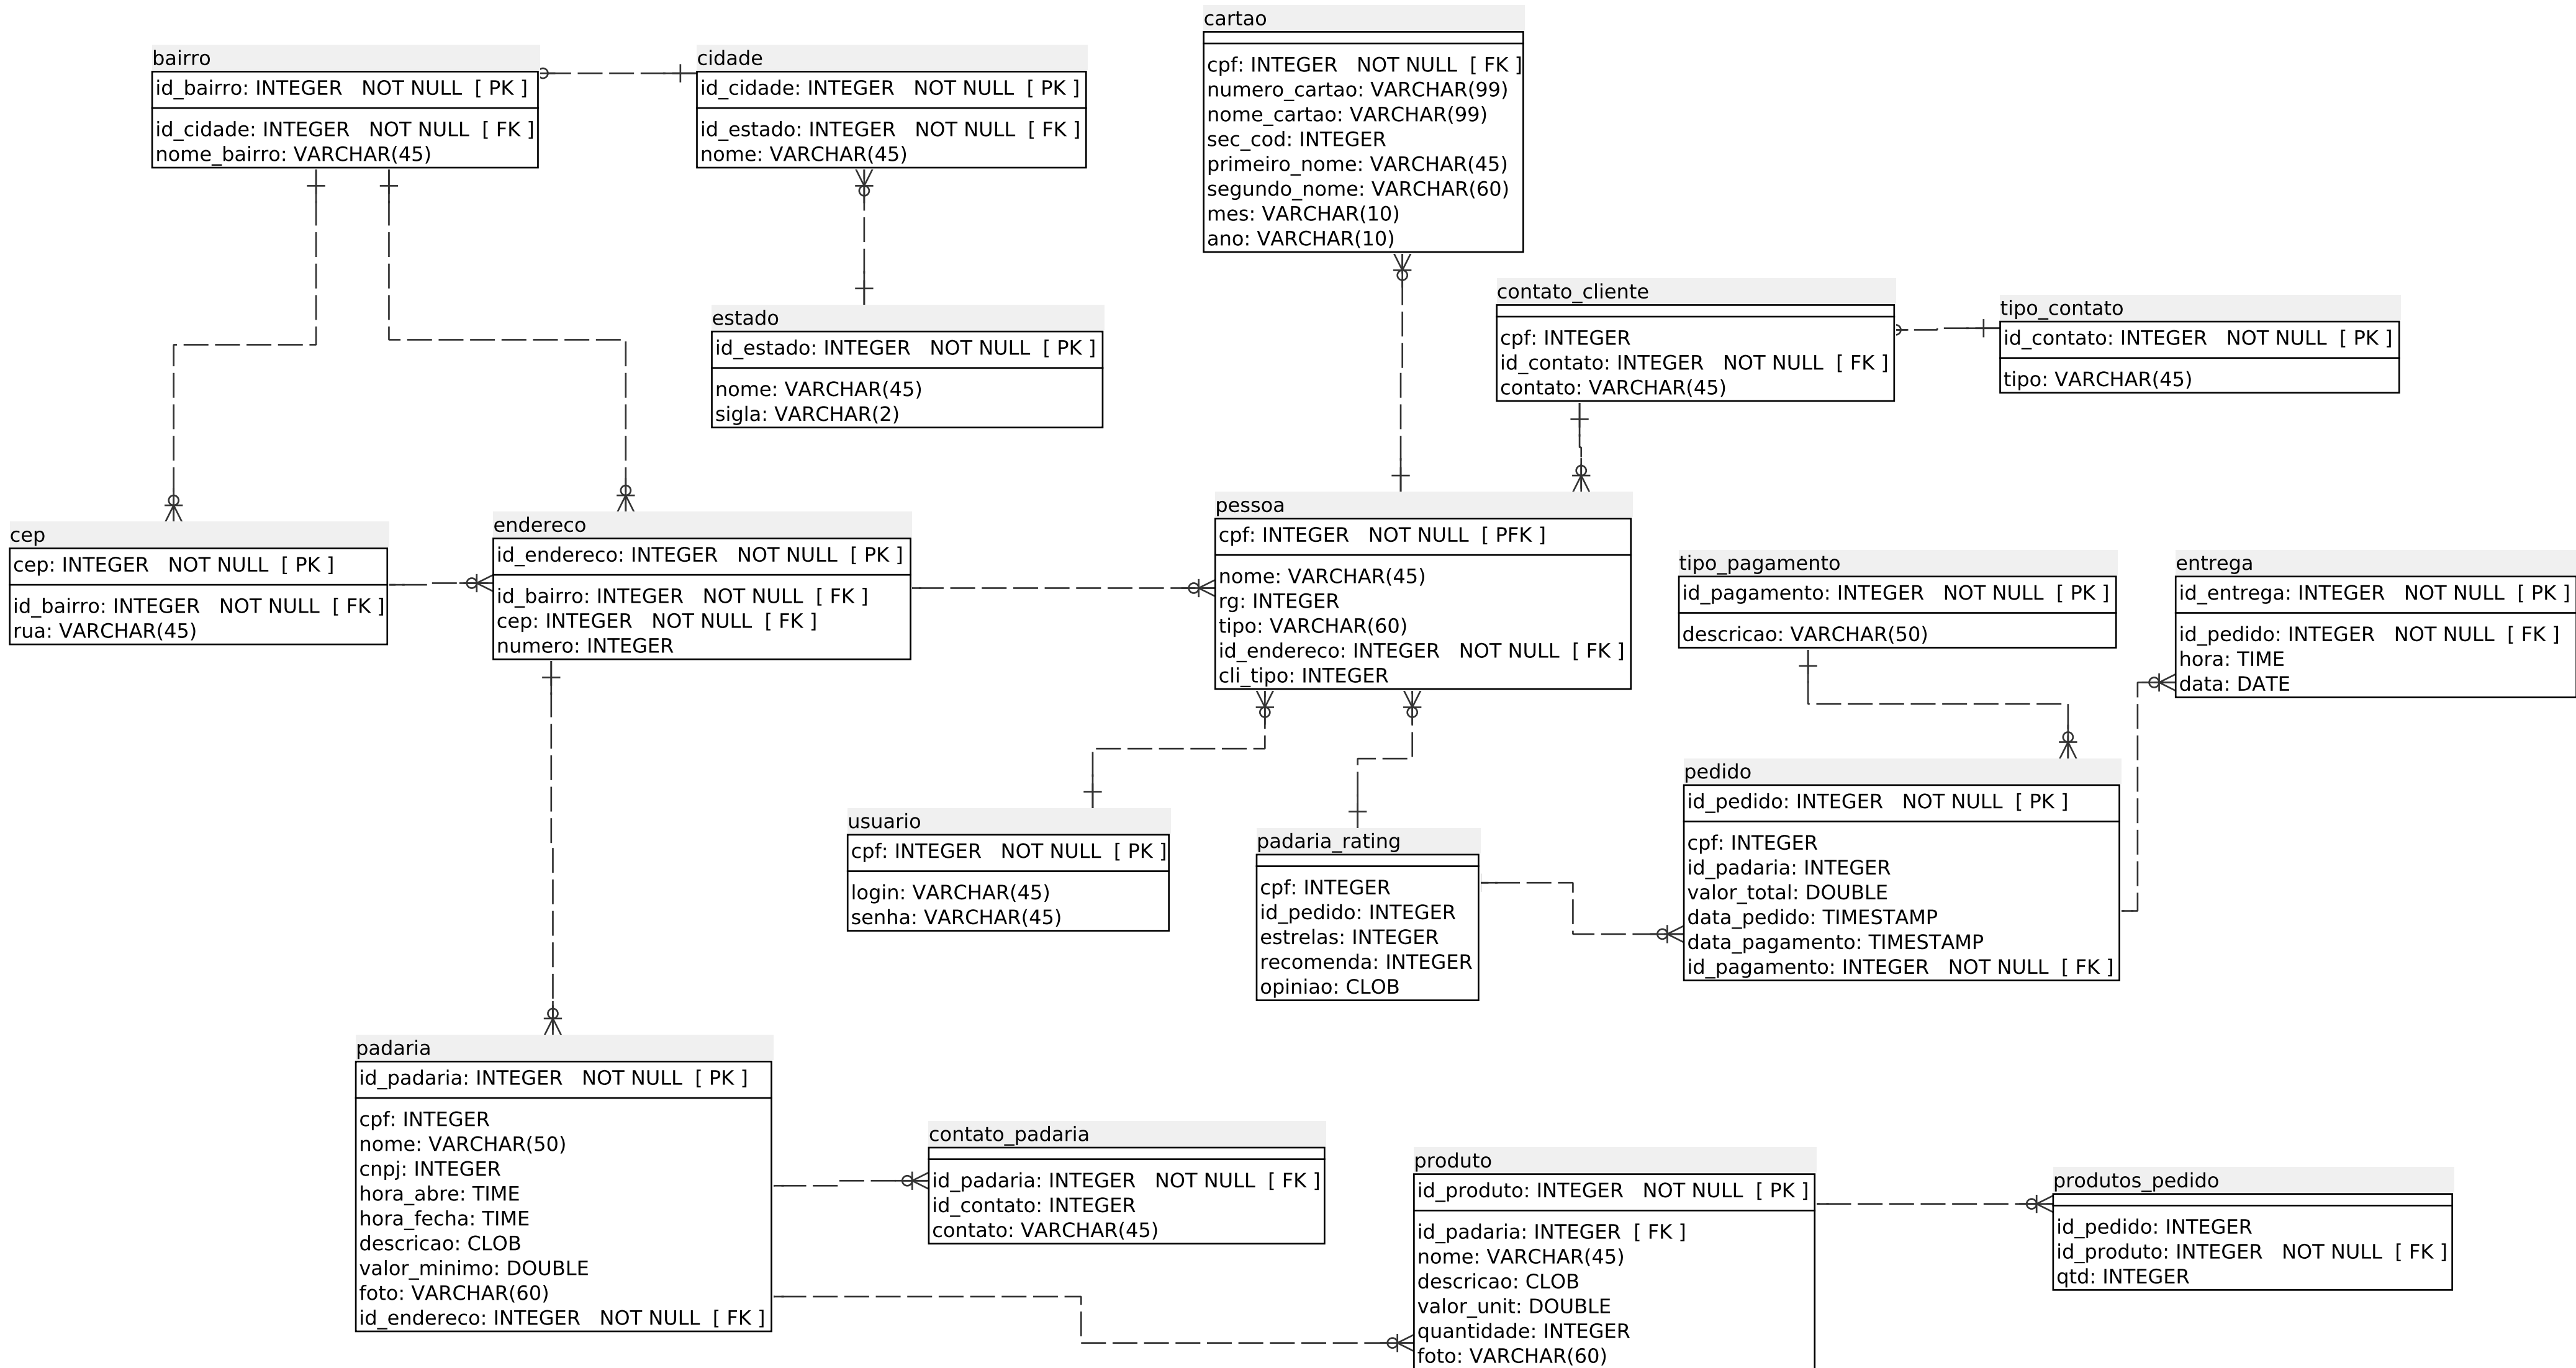 cartao
cpf: INTEGER NOT NULL [ FK ]
numero_cartao: VARCHAR(99)
nome_cartao: VARCHAR(99)
sec_cod: INTEGER
primeiro_nome: VARCHAR(45)
segundo_nome: VARCHAR(60)
mes: VARCHAR(10)
ano: VARCHAR(10)
bairro
id_bairro: INTEGER NOT NULL [ PK ]
id_cidade: INTEGER NOT NULL [ FK ]
nome_bairro: VARCHAR(45)
cidade
id_cidade: INTEGER NOT NULL [ PK ]
id_estado: INTEGER NOT NULL [ FK ]
nome: VARCHAR(45)
estado
id_estado: INTEGER NOT NULL [ PK ]
nome: VARCHAR(45)
sigla: VARCHAR(2)
contato_cliente
cpf: INTEGER
id_contato: INTEGER NOT NULL [ FK ]
contato: VARCHAR(45)
tipo_contato
id_contato: INTEGER NOT NULL [ PK ]
tipo: VARCHAR(45)
cep
cep: INTEGER NOT NULL [ PK ]
id_bairro: INTEGER NOT NULL [ FK ]
rua: VARCHAR(45)
endereco
id_endereco: INTEGER NOT NULL [ PK ]
id_bairro: INTEGER NOT NULL [ FK ]
cep: INTEGER NOT NULL [ FK ]
numero: INTEGER
pessoa
cpf: INTEGER NOT NULL [ PFK ]
nome: VARCHAR(45)
rg: INTEGER
tipo: VARCHAR(60)
id_endereco: INTEGER NOT NULL [ FK ]
cli_tipo: INTEGER
tipo_pagamento
id_pagamento: INTEGER NOT NULL [ PK ]
descricao: VARCHAR(50)
entrega
id_entrega: INTEGER NOT NULL [ PK ]
id_pedido: INTEGER NOT NULL [ FK ]
hora: TIME
data: DATE
usuario
cpf: INTEGER NOT NULL [ PK ]
login: VARCHAR(45)
senha: VARCHAR(45)
padaria_rating
cpf: INTEGER
id_pedido: INTEGER
estrelas: INTEGER
recomenda: INTEGER
opiniao: CLOB
pedido
id_pedido: INTEGER NOT NULL [ PK ]
cpf: INTEGER
id_padaria: INTEGER
valor_total: DOUBLE
data_pedido: TIMESTAMP
data_pagamento: TIMESTAMP
id_pagamento: INTEGER NOT NULL [ FK ]
padaria
id_padaria: INTEGER NOT NULL [ PK ]
cpf: INTEGER
nome: VARCHAR(50)
cnpj: INTEGER
hora_abre: TIME
hora_fecha: TIME
descricao: CLOB
valor_minimo: DOUBLE
foto: VARCHAR(60)
id_endereco: INTEGER NOT NULL [ FK ]
contato_padaria
id_padaria: INTEGER NOT NULL [ FK ]
id_contato: INTEGER
contato: VARCHAR(45)
produto
id_produto: INTEGER NOT NULL [ PK ]
id_padaria: INTEGER [ FK ]
nome: VARCHAR(45)
descricao: CLOB
valor_unit: DOUBLE
quantidade: INTEGER
foto: VARCHAR(60)
produtos_pedido
id_pedido: INTEGER
id_produto: INTEGER NOT NULL [ FK ]
qtd: INTEGER